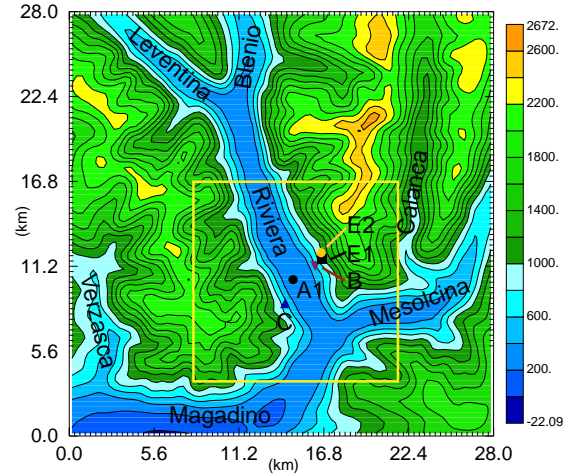 28.0
22.4
16.8
11.2
5.6
0.0
(km)
0.0
5.6
11.2
16.8
22.4
28.0
(km)
Leventina
Blenio
Riviera
Calanca
Mesolcina
Verzasca
Magadino
E2
E1
B
A1
C
2672.
2600.
2200.
1800.
1400.
1000.
600.
200.
-22.09